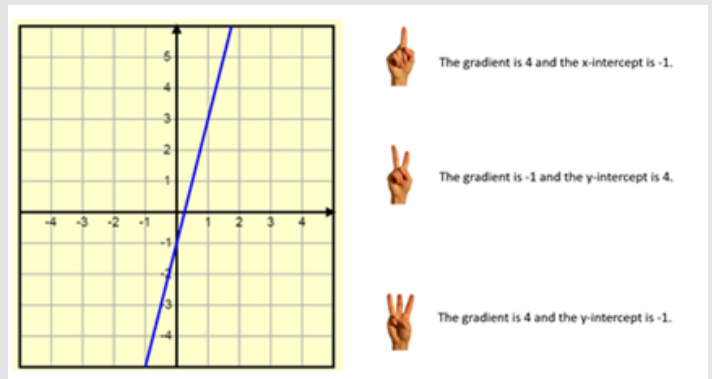 5
The gradient is 4 and the x-intercept is -1.
4
3
2
The gradient is -1 and the y-intercept is 4.
1
-4 -3 -2 -1 1 2 3 4
-1
-2
-3
The gradient is 4 and the y-intercept is -1.
-4